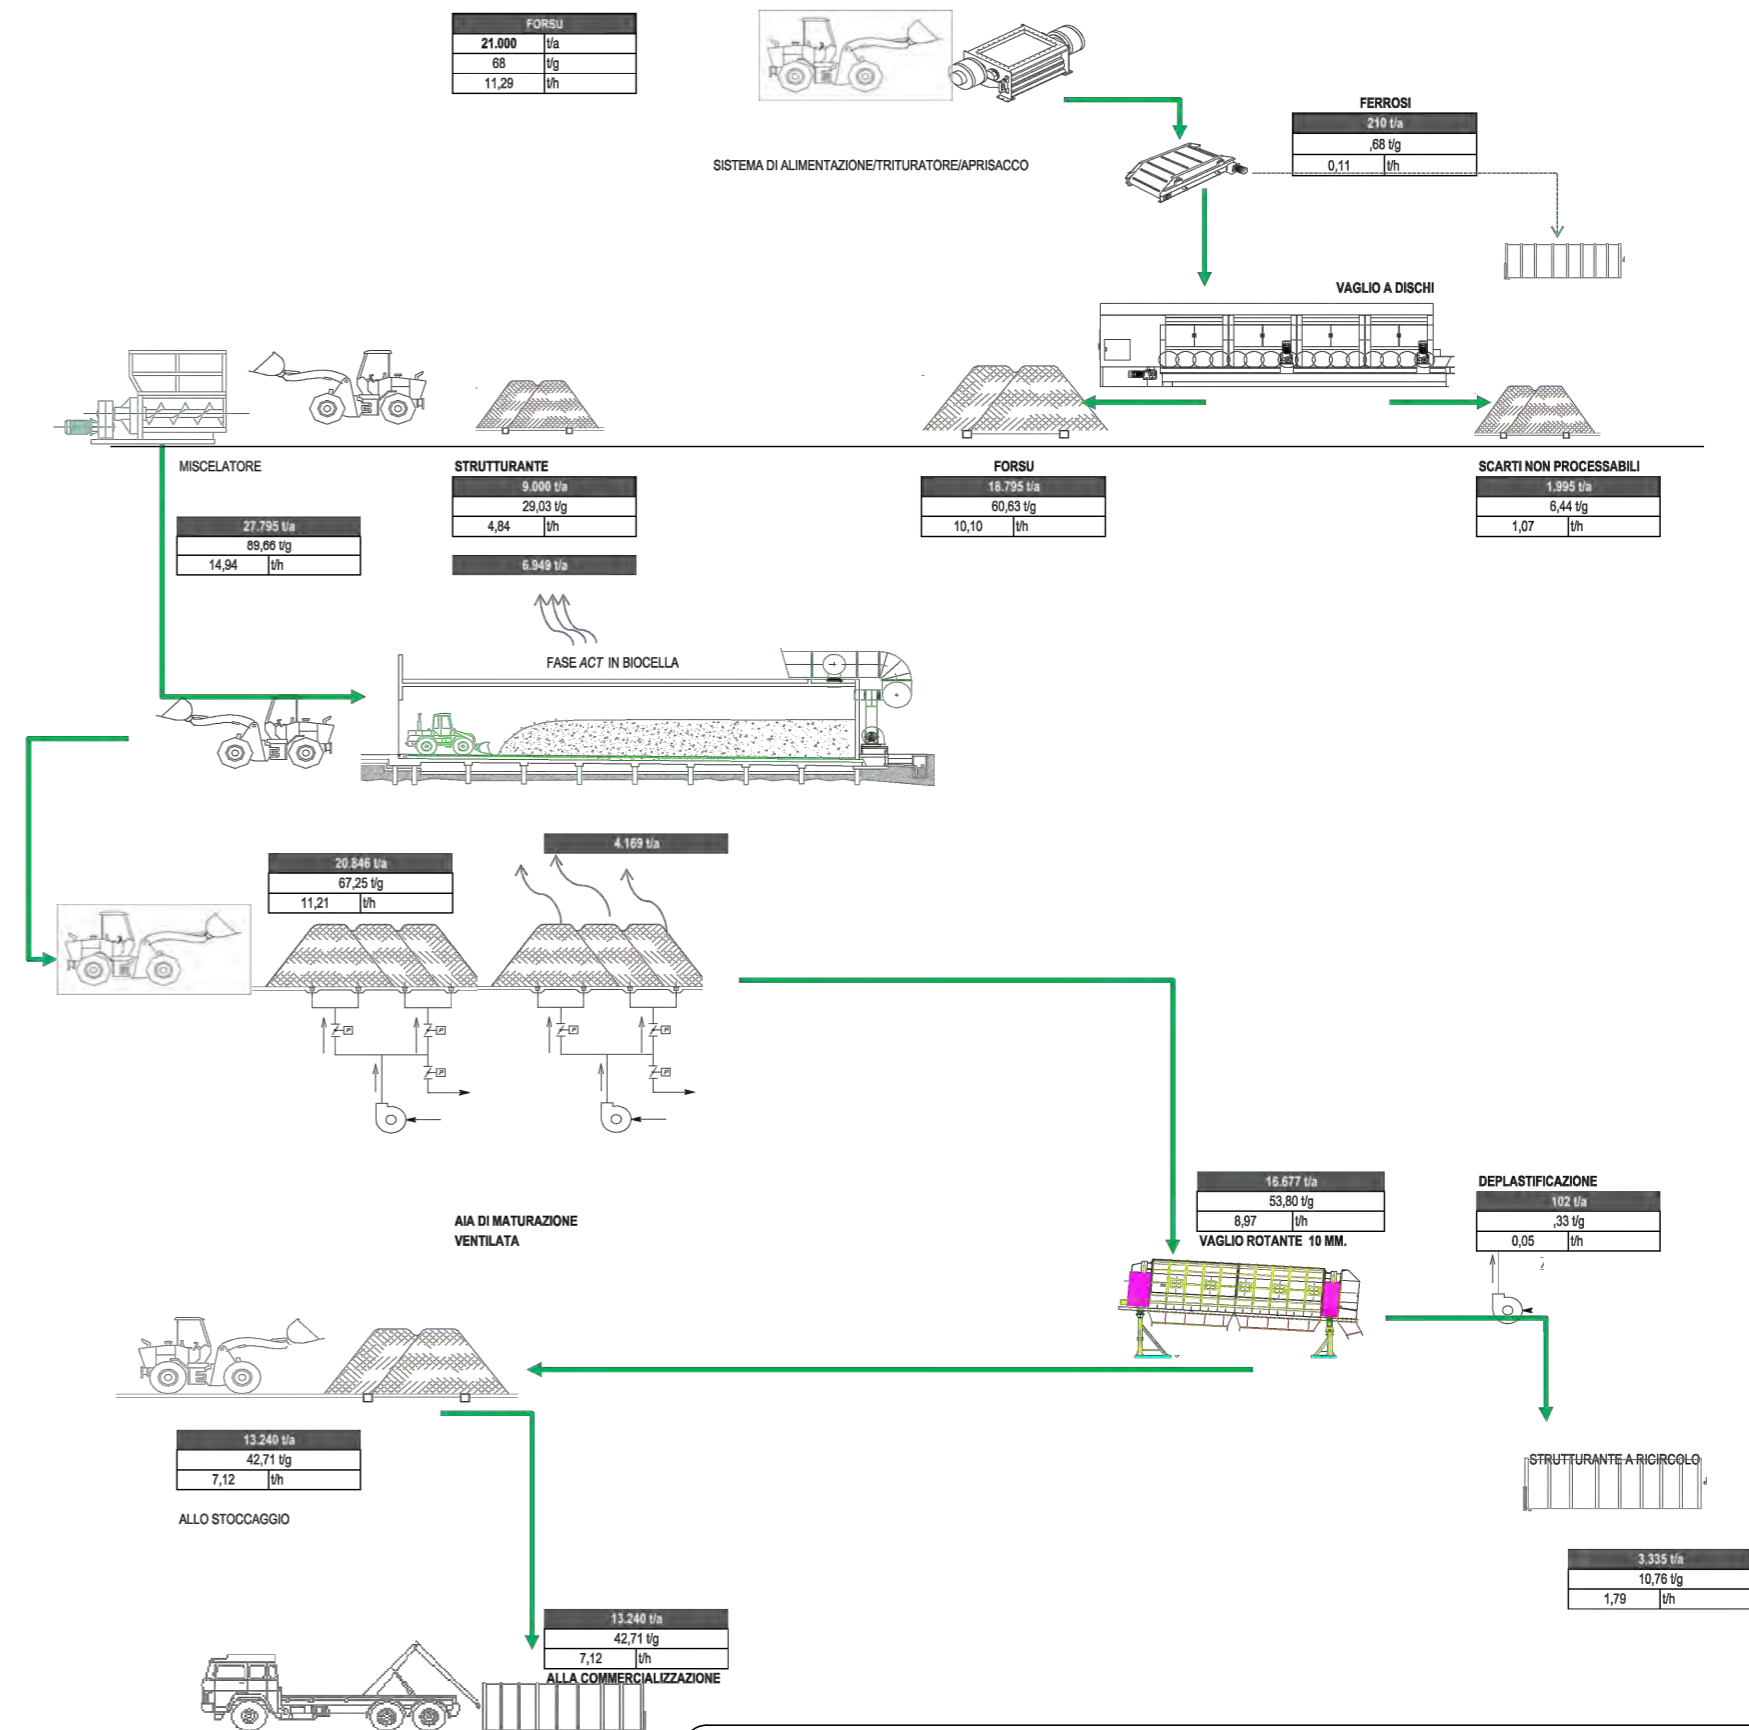 FORSU
21.000 t/a
68 t/g
11,29 t/h
SISTEMA DI ALIMENTAZIONE/TRITURATORE/APRISACCO
FERROSI
210 t/a
,68 t/g
0,11 t/h
VAGLIO A DISCHI
MISCELATORE
27.795 t/a
89,66 t/g
14,94 t/h
STRUTTURANTE
9.000 t/a
29,03 t/g
4,84 t/h
FORSU
18.795 t/a
60,63 t/g
10,10 t/h
SCARTI NON PROCESSABILI
1.995 t/a
6,44 t/g
1,07 t/h
6.949 t/a
FASE ACT IN BIOCELLA
20.846 t/a
67,25 t/g
11,21 t/h
4.169 t/a
P
P
P
P
P
P
AIA DI MATURAZIONE
VENTILATA
16.677 t/a
53,80 t/g
8,97 t/h
VAGLIO ROTANTE 10 MM.
DEPLASTIFICAZIONE
102 t/a
,33 t/g
0,05 t/h
13.240 t/a
42,71 t/g
7,12 t/h
ALLO STOCCAGGIO
STRUTTURANTE A RICIRCOLO
3.335 t/a
10,76 t/g
1,79 t/h
13.240 t/a
42,71 t/g
7,12 t/h
ALLA COMMERCIALIZZAZIONE